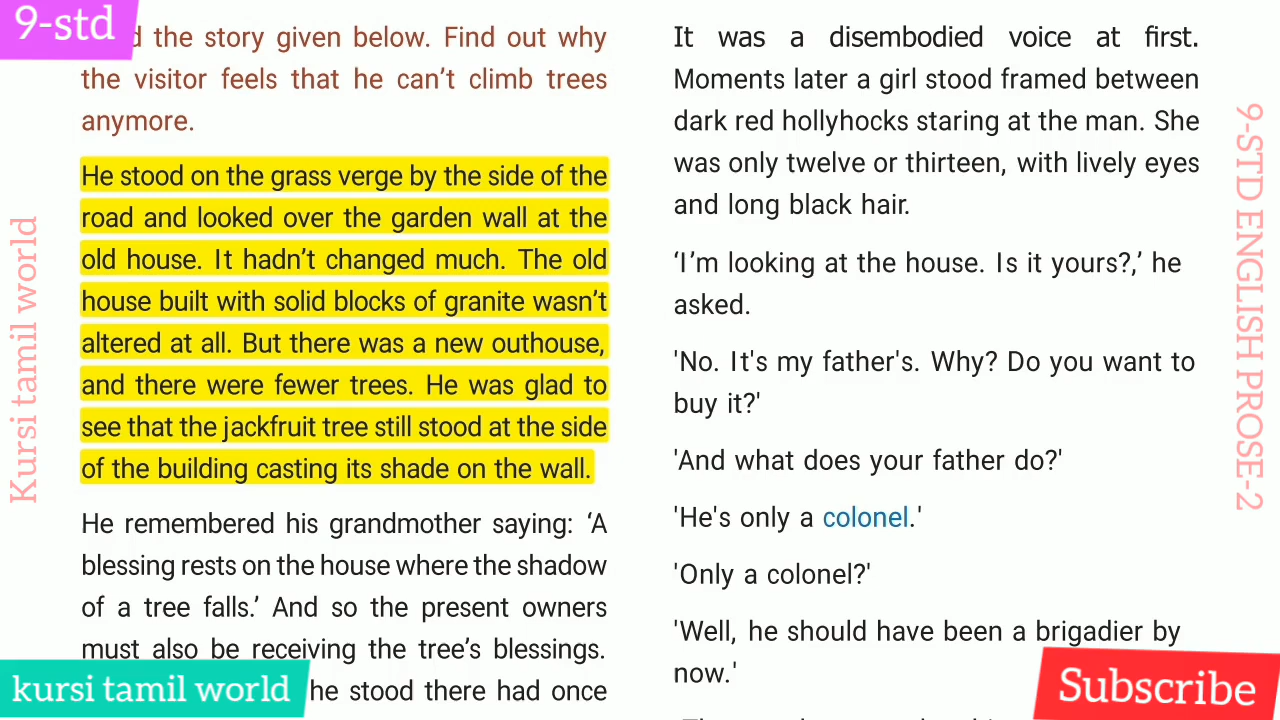 9-std
the story given below. Find out why
the visitor feels that he can't climb trees
anymore.
He stood on the grass verge by the side of the
road and looked over the garden wall at the
old house. It hadn't changed much. The old
house built with solid blocks of granite wasn't
altered at all. But there was a new outhouse,
and there were fewer trees. He was glad to
see that the jackfruit tree still stood at the side
of the building casting its shade on the wall.
He remembered his grandmother saying: ‘A
blessing rests on the house where the shadow
of a tree falls.’ And so the present owners
must also be receiving the tree’s blessings.
he stood there had once
It was a disembodied voice at first.
Moments later a girl stood framed between
dark red hollyhocks staring at the man. She
was only twelve or thirteen, with lively eyes
and long black hair.
‘I’m looking at the house. Is it yours?,’ he
asked.
'No. It's my father's. Why? Do you want to
buy it?'
'And what does your father do?'
'He's only a colonel.'
'Only a colonel?'
'Well, he should have been a brigadier by
now.'
Kursi tamil world
9-STD ENGLISH PROSE-2
kursi tamil world
Subscribe